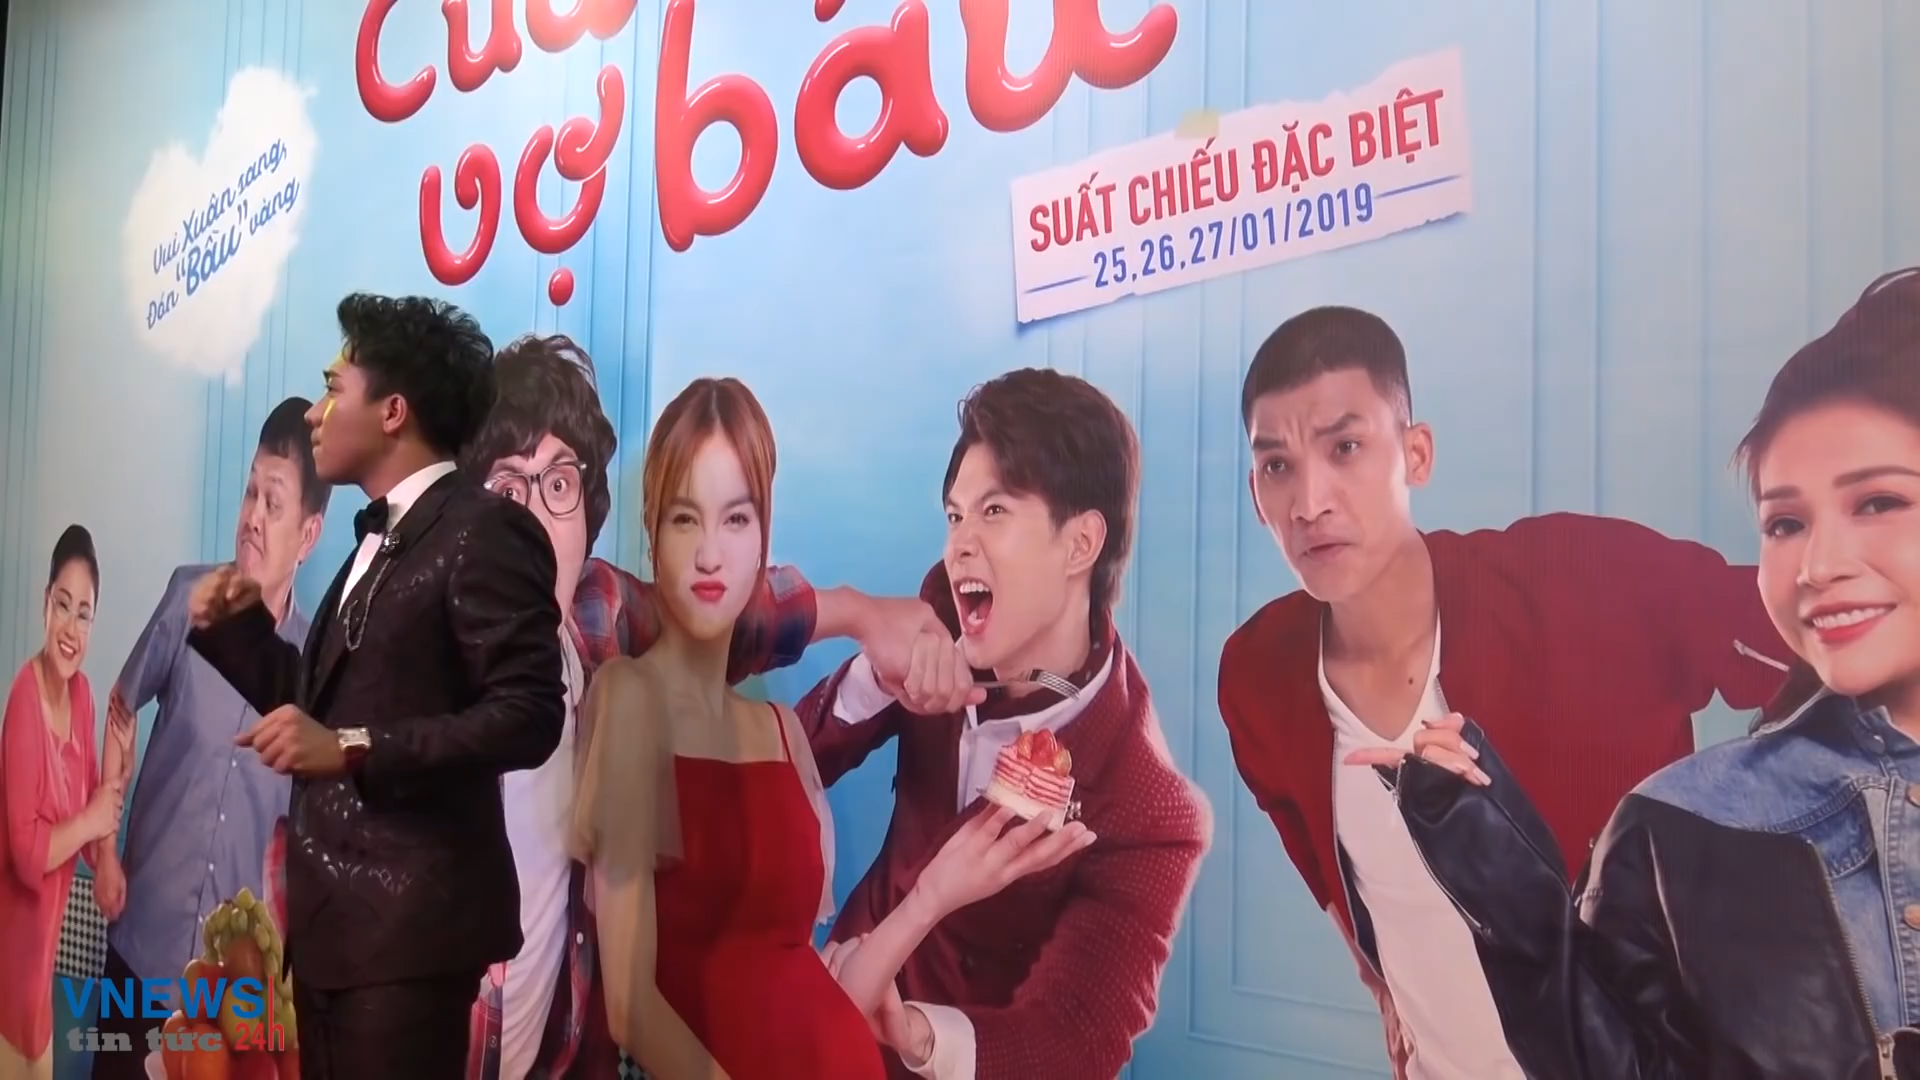 Cua
vợ bầu
Vui Xuân sang,
Đón "Bầu" vàng
SUẤT CHIẾU ĐẶC BIỆT
25,26,27/01/2019
VNEWS
tin tức 24h